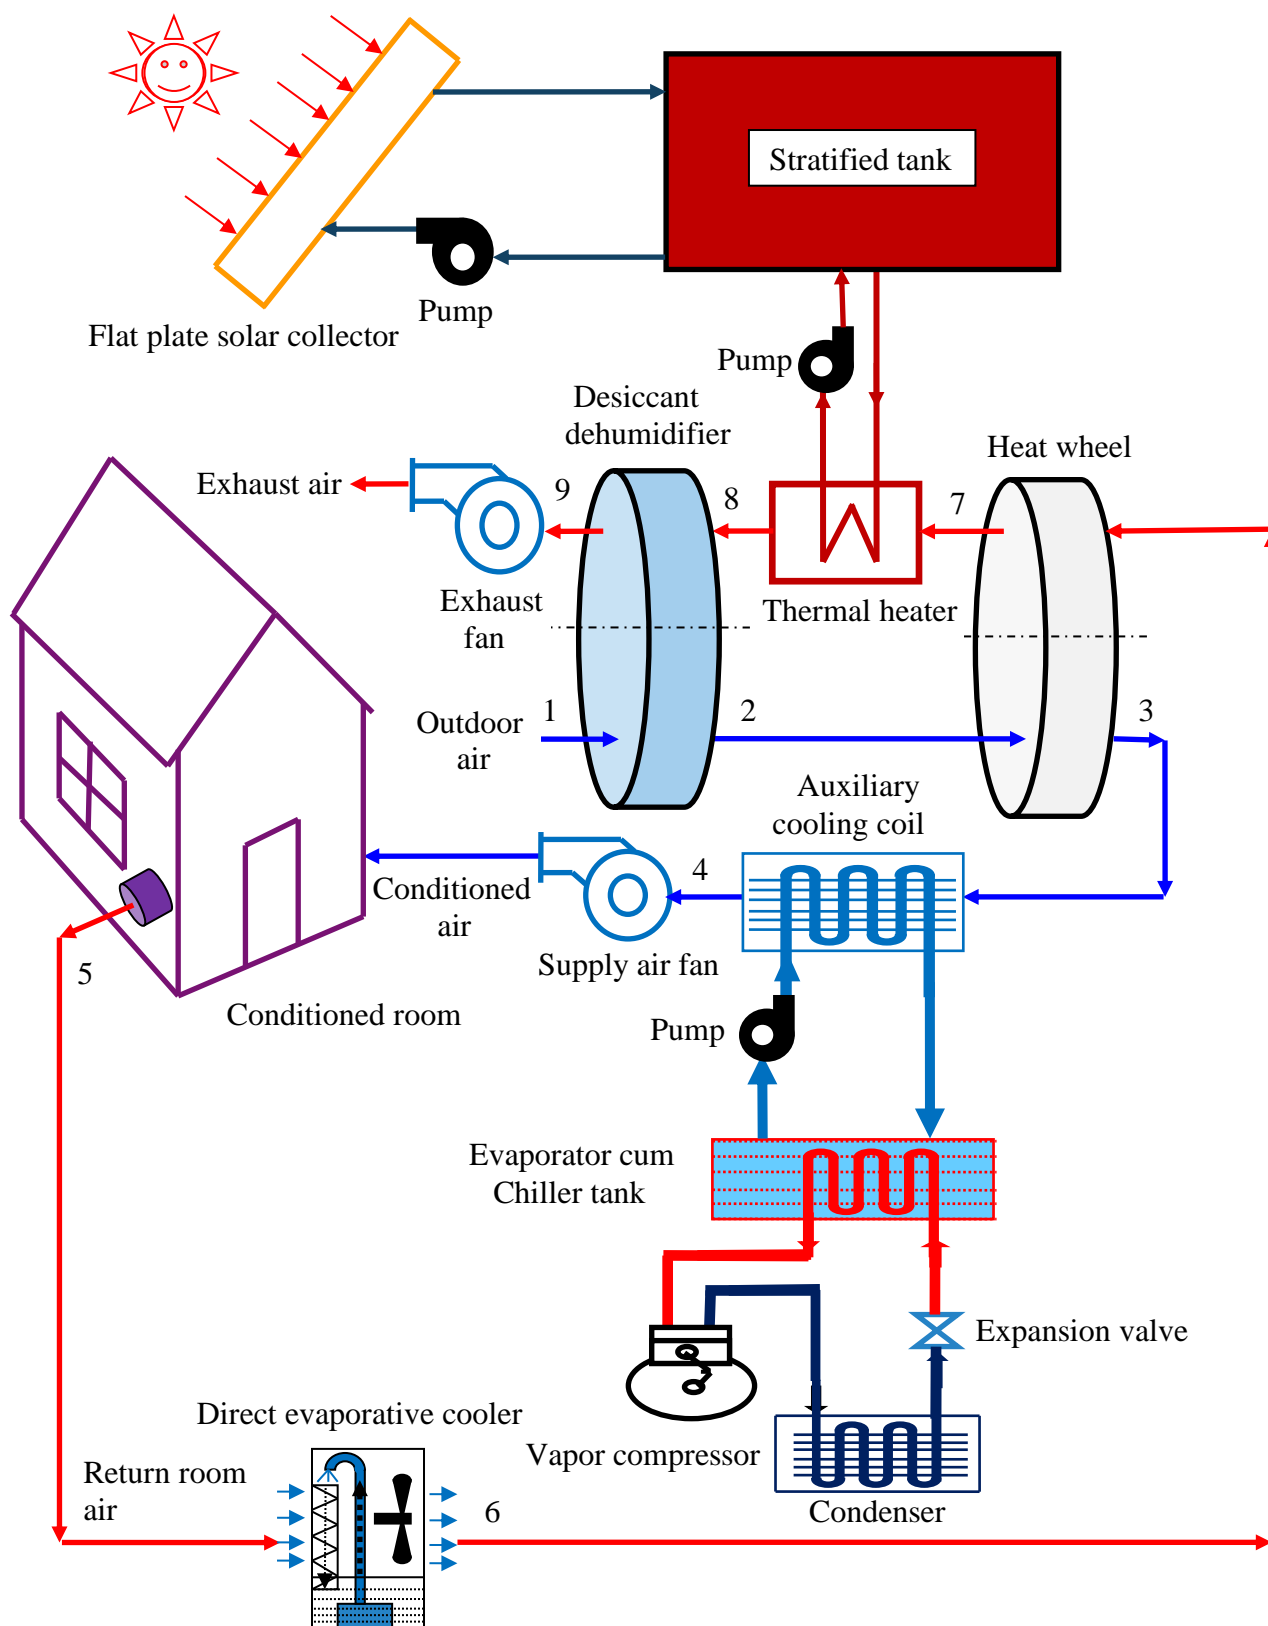 Stratified tank
Pump
Flat plate solar collector
Pump
Desiccant
dehumidifier
Heat wheel
Exhaust air
9
8
7
Exhaust
fan
Thermal heater
Outdoor
air
1
2
3
Auxiliary
cooling coil
Conditioned
air
4
Supply air fan
5
Conditioned room
Pump
Evaporator cum
Chiller tank
Expansion valve
Direct evaporative cooler
Vapor compressor
Return room
air
6
Condenser